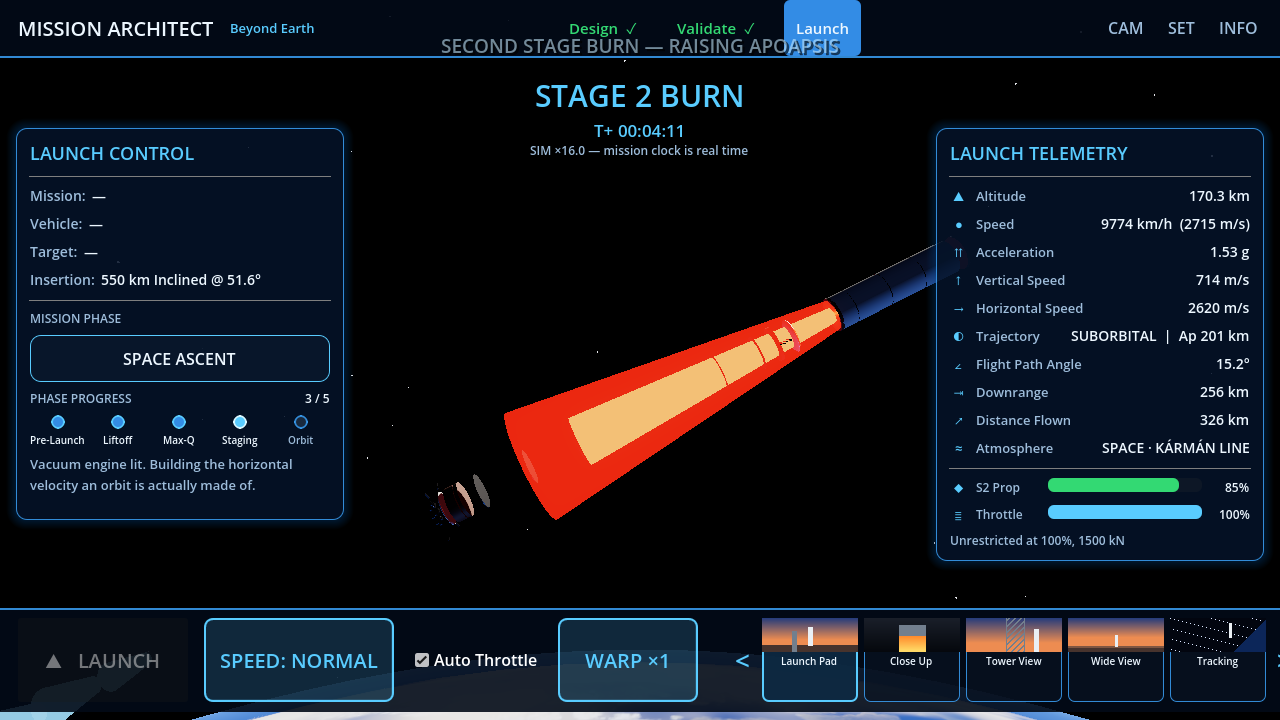 MISSION ARCHITECT
Beyond Earth
Design ✓
Validate ✓
Launch
CAM
SET
INFO
SECOND STAGE BURN — RAISING APOAPSIS
STAGE 2 BURN
T+ 00:04:11
SIM ×16.0 — mission clock is real time
LAUNCH CONTROL
Mission: —
Vehicle: —
Target: —
Insertion: 550 km Inclined @ 51.6°
MISSION PHASE
SPACE ASCENT
PHASE PROGRESS 3 / 5
Pre-Launch Liftoff Max-Q Staging Orbit
Vacuum engine lit. Building the horizontal
velocity an orbit is actually made of.
LAUNCH TELEMETRY
▲ Altitude 170.3 km
● Speed 9774 km/h (2715 m/s)
⇈ Acceleration 1.53 g
↑ Vertical Speed 714 m/s
→ Horizontal Speed 2620 m/s
◐ Trajectory SUBORBITAL | Ap 201 km
∠ Flight Path Angle 15.2°
⇥ Downrange 256 km
↗ Distance Flown 326 km
≈ Atmosphere SPACE · KÁRMÁN LINE
◆ S2 Prop 85%
≣ Throttle 100%
Unrestricted at 100%, 1500 kN
▲ LAUNCH
SPEED: NORMAL
Auto Throttle
WARP ×1
<
Launch Pad
Close Up
Tower View
Wide View
Tracking